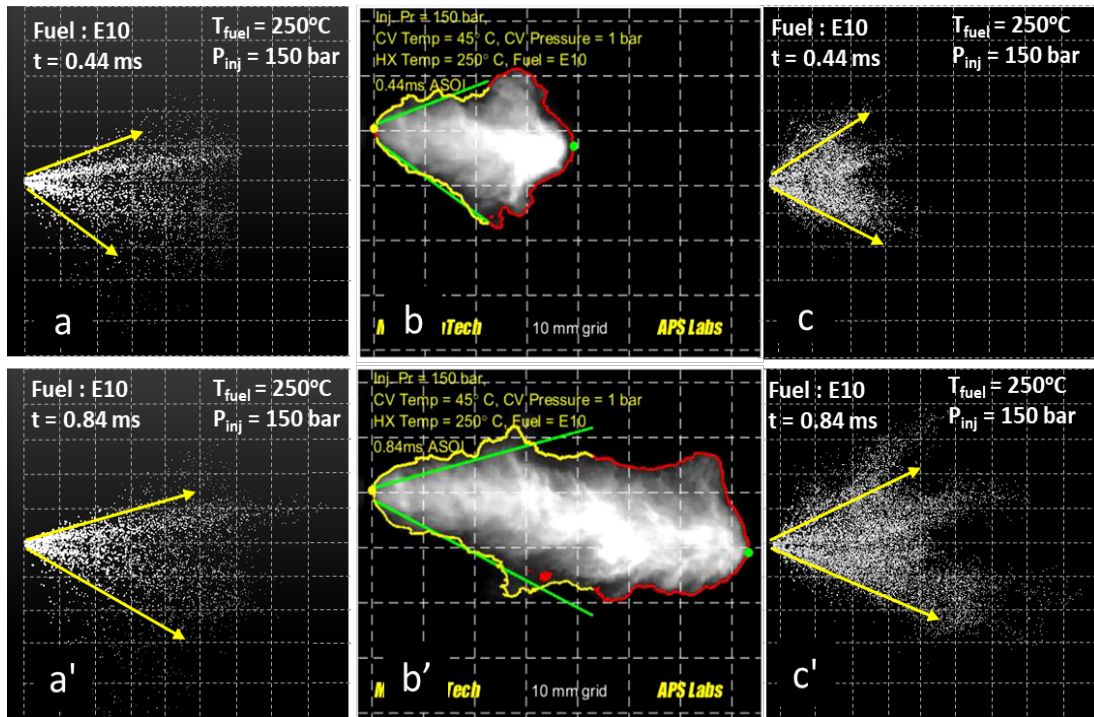 Fuel : E10
t = 0.44 ms
T_fuel = 250°C
P_inj = 150 bar
a
Inj. Pr = 150 bar,
CV Temp = 45° C, CV Pressure = 1 bar
HX Temp = 250° C, Fuel = E10
0.44ms ASOI
b
10 mm grid
APS Labs
Fuel : E10
t = 0.44 ms
T_fuel = 250°C
P_inj = 150 bar
c
Fuel : E10
t = 0.84 ms
T_fuel = 250°C
P_inj = 150 bar
a'
Inj. Pr = 150 bar,
CV Temp = 45° C, CV Pressure = 1 bar
HX Temp = 250° C, Fuel = E10
0.84ms ASOI
b'
10 mm grid
APS Labs
Fuel : E10
t = 0.84 ms
T_fuel = 250°C
P_inj = 150 bar
c'